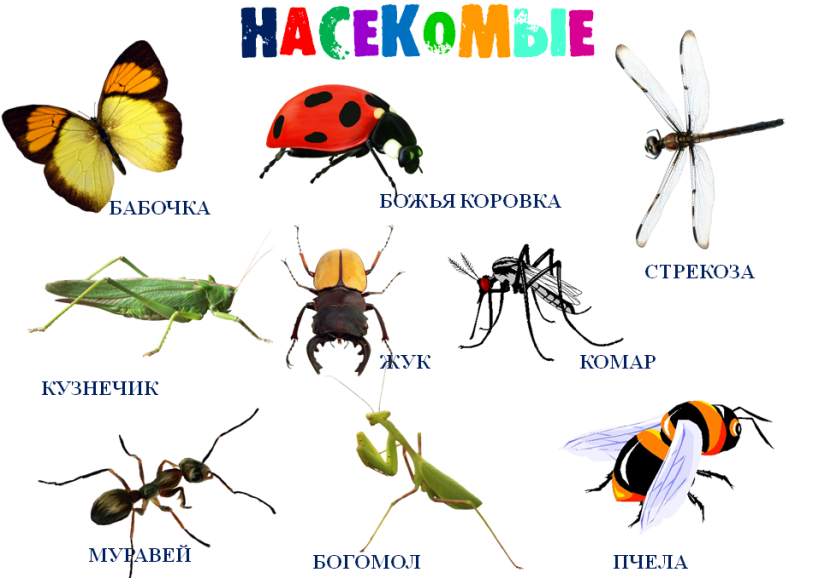 НАСЕКОМЫЕ
БАБОЧКА
БОЖЬЯ КОРОВКА
СТРЕКОЗА
КУЗНЕЧИК
ЖУК
КОМАР
МУРАВЕЙ
БОГОМОЛ
ПЧЕЛА